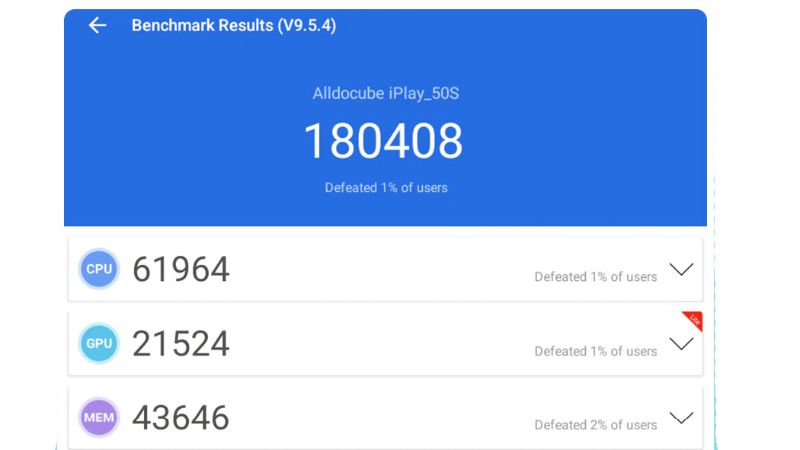 Benchmark Results (V9.5.4)
Alldocube iPlay_50S
180408
Defeated 1% of users
CPU 61964 Defeated 1% of users
Lite
GPU 21524 Defeated 1% of users
MEM 43646 Defeated 2% of users